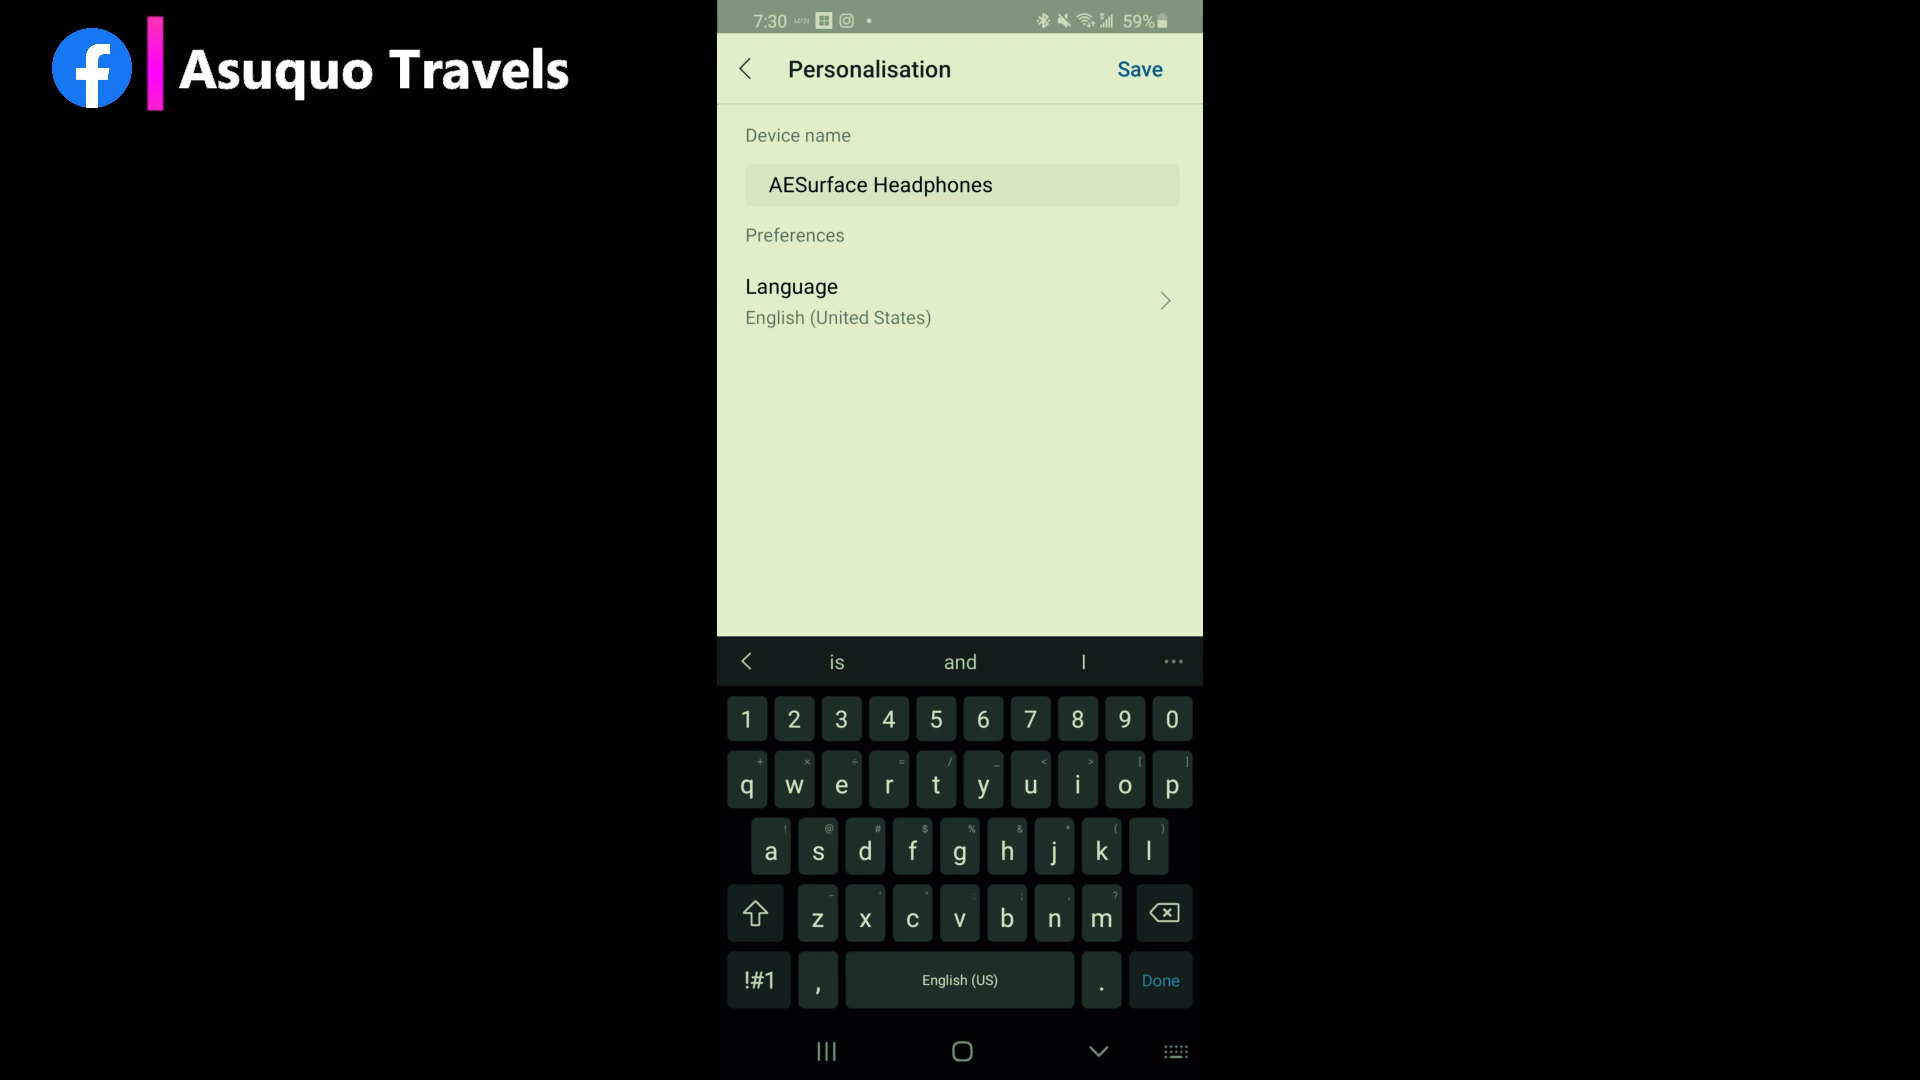 Asuquo Travels
7:30 59%
Personalisation Save
Device name
AESurface Headphones
Preferences
Language
English (United States)
is and I
1 2 3 4 5 6 7 8 9 0
+ × ÷ = / _ < > [ ]
q w e r t y u i o p
! @ # $ % & * ( )
a s d f g h j k l
- ' " : ; , ?
z x c v b n m
!#1 , English (US) . Done